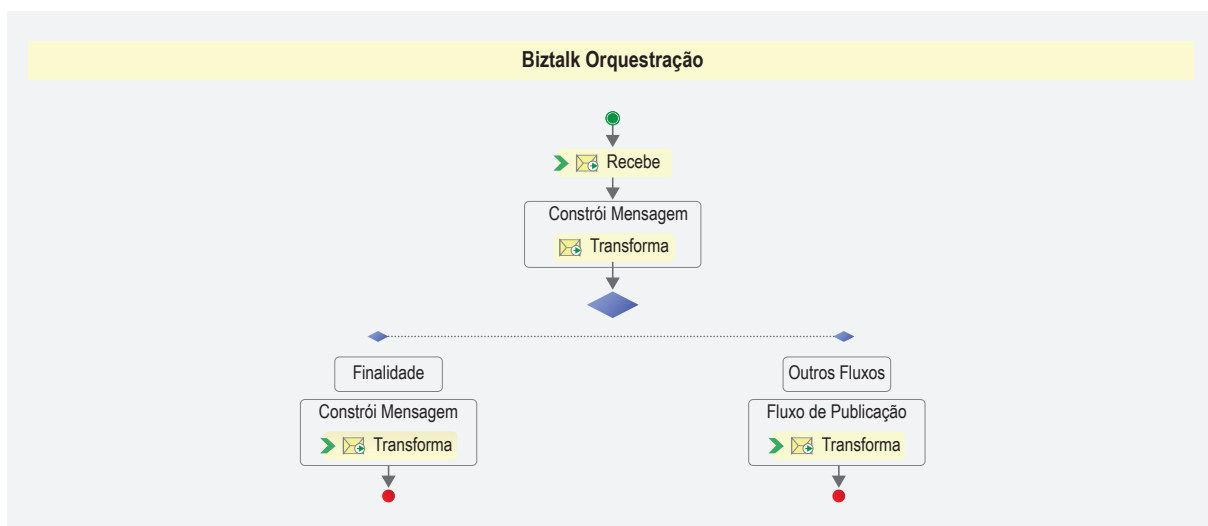 Biztalk Orquestração
Recebe
Constrói Mensagem
Transforma
Finalidade
Outros Fluxos
Constrói Mensagem
Fluxo de Publicação
Transforma
Transforma